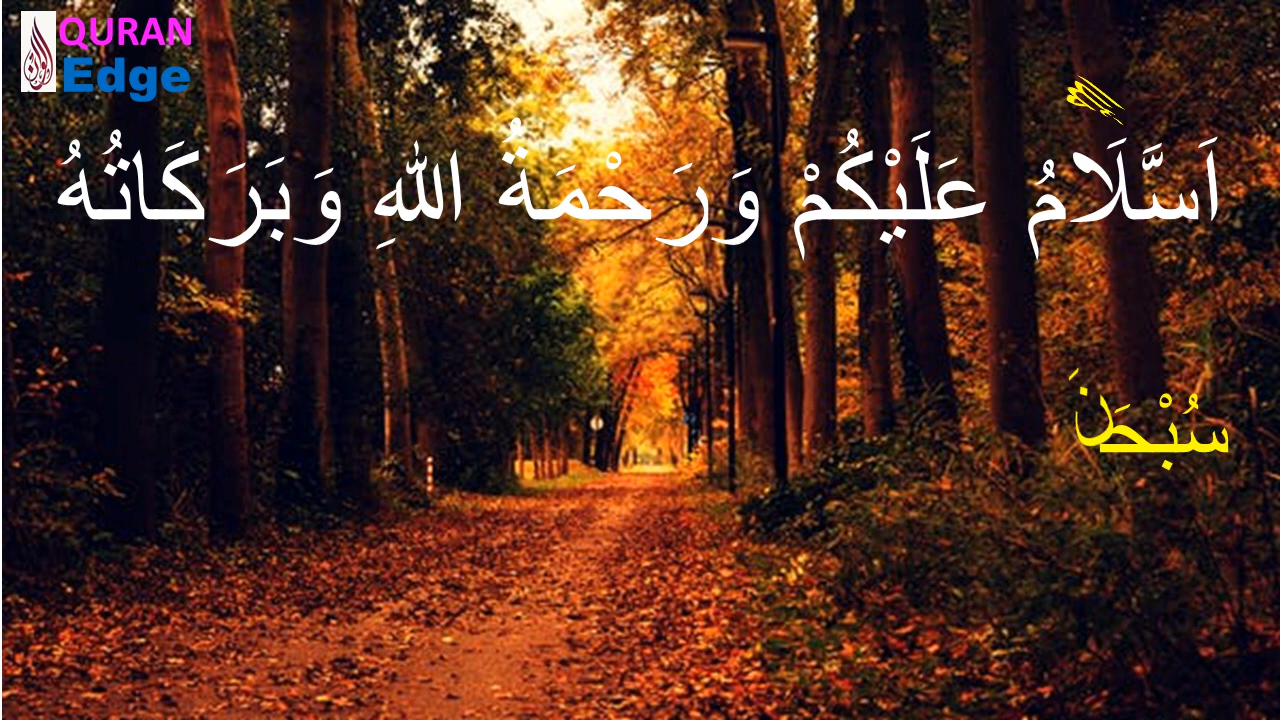 QURAN
Edge
اَسَّلَامُ عَلَيْكُمْ وَرَحْمَةُ اللهِ وَبَرَكَاتُهُ
سُبْحَنَ